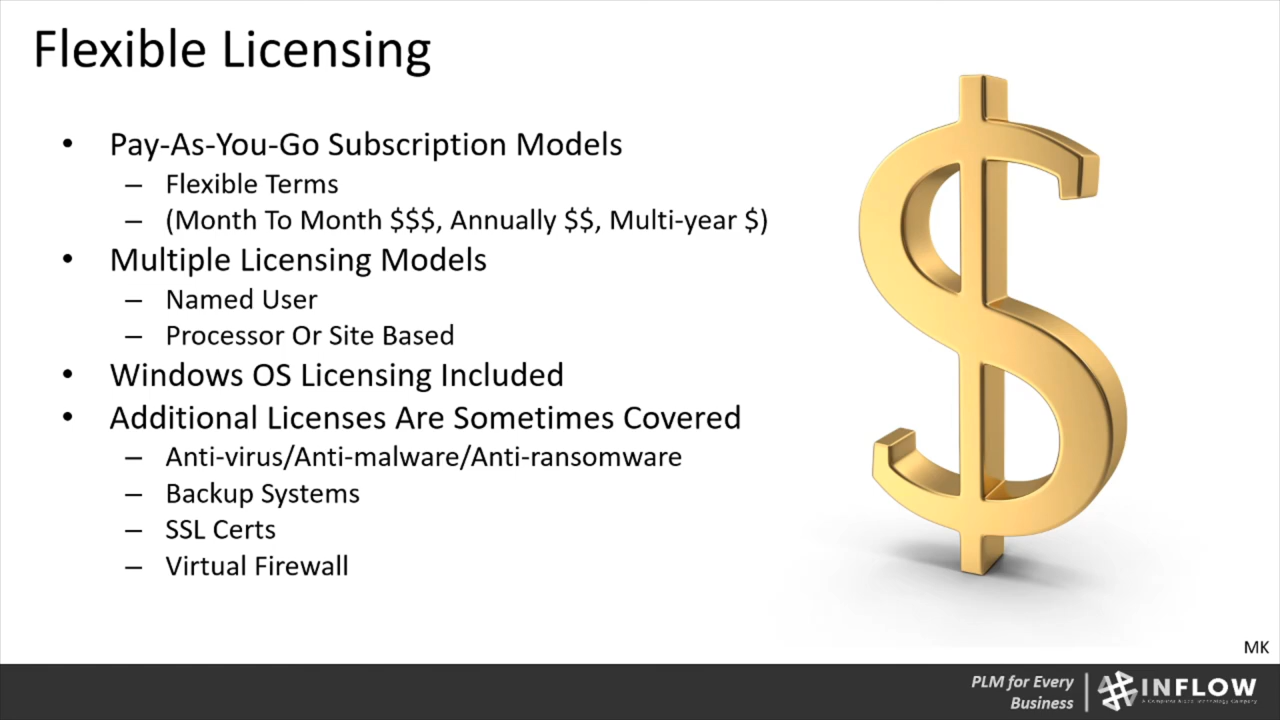 Flexible Licensing
• Pay-As-You-Go Subscription Models
– Flexible Terms
– (Month To Month $$$, Annually $$, Multi-year $)
• Multiple Licensing Models
– Named User
– Processor Or Site Based
• Windows OS Licensing Included
• Additional Licenses Are Sometimes Covered
– Anti-virus/Anti-malware/Anti-ransomware
– Backup Systems
– SSL Certs
– Virtual Firewall
MK
PLM for Every
Business
INFLOW